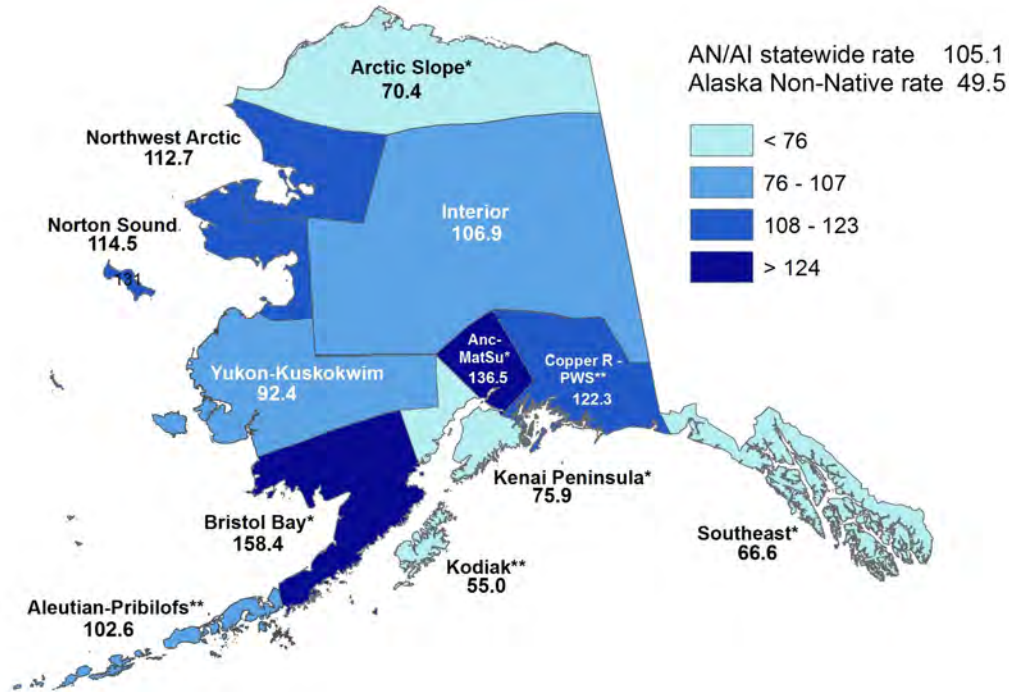 Arctic Slope*
70.4
AN/AI statewide rate 105.1
Alaska Non-Native rate 49.5
< 76
76 - 107
108 - 123
> 124
Northwest Arctic
112.7
Norton Sound
114.5
131
Interior
106.9
Anc-
MatSu*
136.5
Copper R -
PWS**
122.3
Yukon-Kuskokwim
92.4
Kenai Peninsula*
75.9
Bristol Bay*
158.4
Kodiak**
55.0
Southeast*
66.6
Aleutian-Pribilofs**
102.6